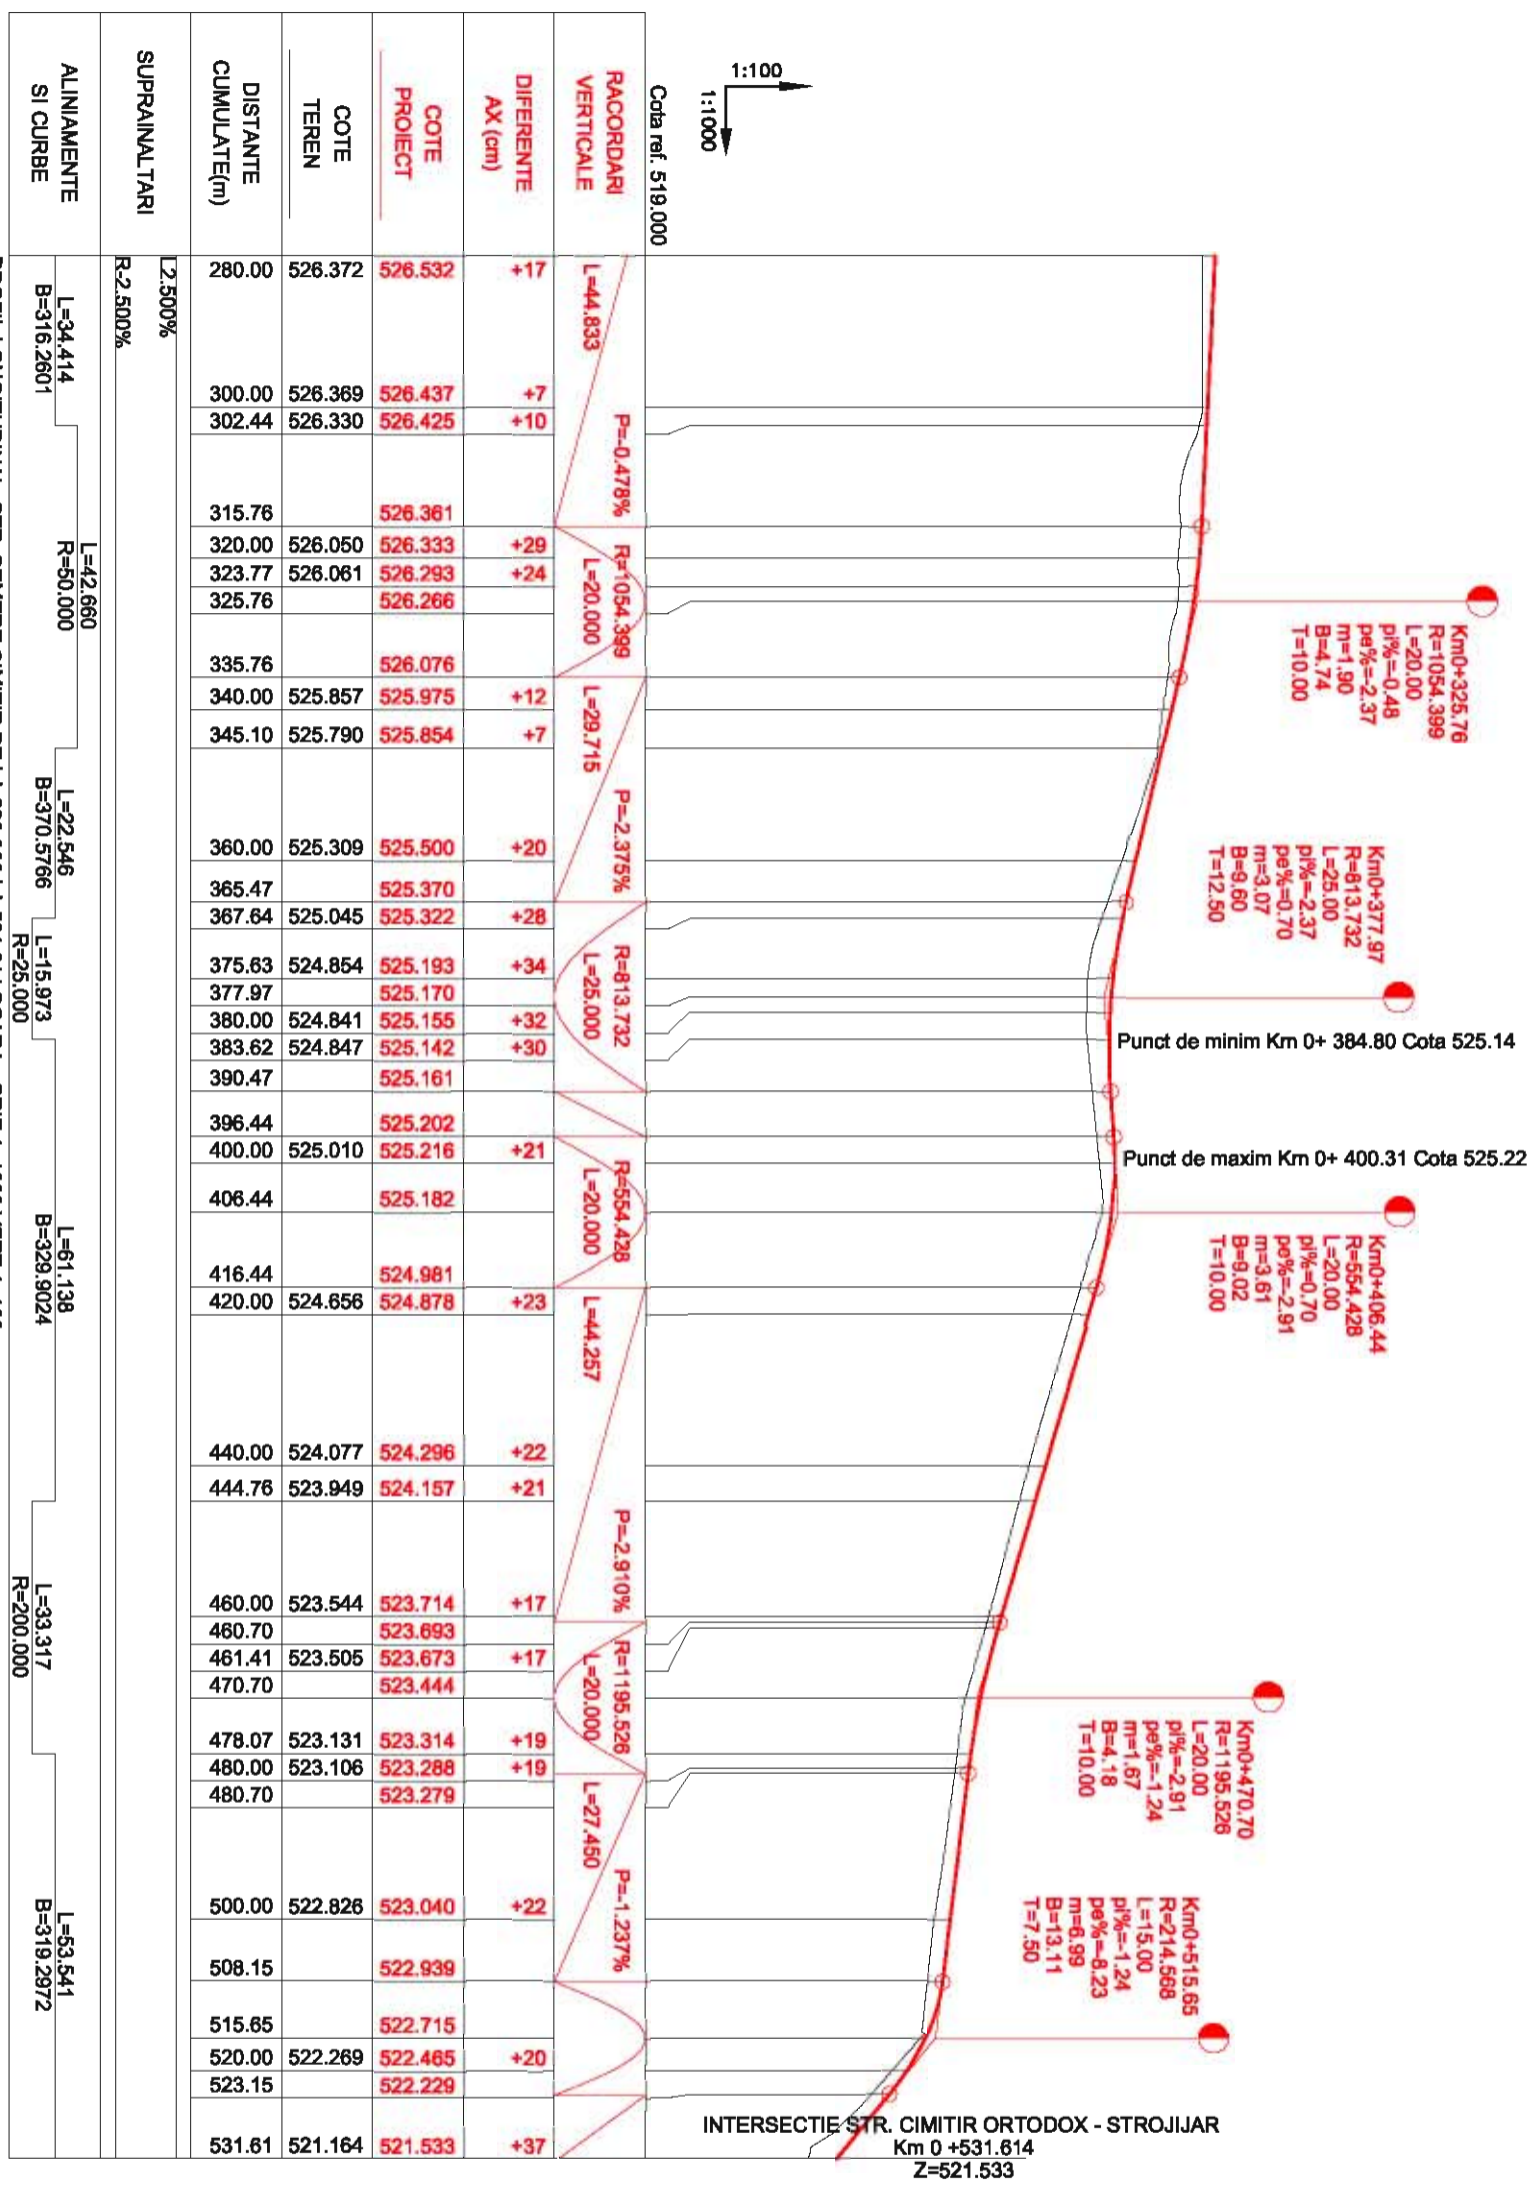 1:100
1:1000
Cota ref. 519.000
RACORDARI
VERTICALE
L=44.833
P=-0.478%
R=1054.399
L=20.000
L=29.715
P=-2.375%
R=813.732
L=25.000
R=554.428
L=20.000
L=44.257
P=-2.910%
R=1195.526
L=20.000
L=27.450
P=-1.237%
DIFERENTE
AX (cm)
+17
+7
+10
+29
+24
+12
+7
+20
+28
+34
+32
+30
+21
+23
+22
+21
+17
+17
+19
+19
+22
+20
+37
COTE
PROIECT
526.532
526.437
526.425
526.361
526.333
526.293
526.266
526.076
525.975
525.854
525.500
525.370
525.322
525.193
525.170
525.155
525.142
525.161
525.202
525.216
525.182
524.981
524.878
524.296
524.157
523.714
523.693
523.673
523.444
523.314
523.288
523.279
523.040
522.939
522.715
522.465
522.229
521.533
COTE
TEREN
526.372
526.369
526.330
526.050
526.061
525.857
525.790
525.309
525.045
524.854
524.841
524.847
525.010
524.656
524.077
523.949
523.544
523.505
523.131
523.106
522.826
522.269
521.164
DISTANTE
CUMULATE(m)
280.00
300.00
302.44
315.76
320.00
323.77
325.76
335.76
340.00
345.10
360.00
365.47
367.64
375.63
377.97
380.00
383.62
390.47
396.44
400.00
406.44
416.44
420.00
440.00
444.76
460.00
460.70
461.41
470.70
478.07
480.00
480.70
500.00
508.15
515.65
520.00
523.15
531.61
SUPRAINALTARI
L2.500%
R-2.500%
ALINIAMENTE
SI CURBE
L=34.414
B=316.2601
L=42.660
R=50.000
L=22.546
B=370.5766
L=15.973
R=25.000
L=61.138
B=329.9024
L=33.317
R=200.000
L=53.541
B=319.2972
Km0+325.76
R=1054.399
L=20.00
pi%=-0.48
pe%=-2.37
m=1.90
B=4.74
T=10.00
Km0+377.97
R=813.732
L=25.00
pi%=-2.37
pe%=0.70
m=3.07
B=9.60
T=12.50
Punct de minim Km 0+ 384.80 Cota 525.14
Punct de maxim Km 0+ 400.31 Cota 525.22
Km0+406.44
R=554.428
L=20.00
pi%=0.70
pe%=-2.91
m=3.61
B=9.02
T=10.00
Km0+470.70
R=1195.526
L=20.00
pi%=-2.91
pe%=-1.24
m=1.67
B=4.18
T=10.00
Km0+515.65
R=214.568
L=15.00
pi%=-1.24
pe%=-8.23
m=6.99
B=13.11
T=7.50
INTERSECTIE STR. CIMITIR ORTODOX - STROJIJAR
Km 0 +531.614
Z=521.533